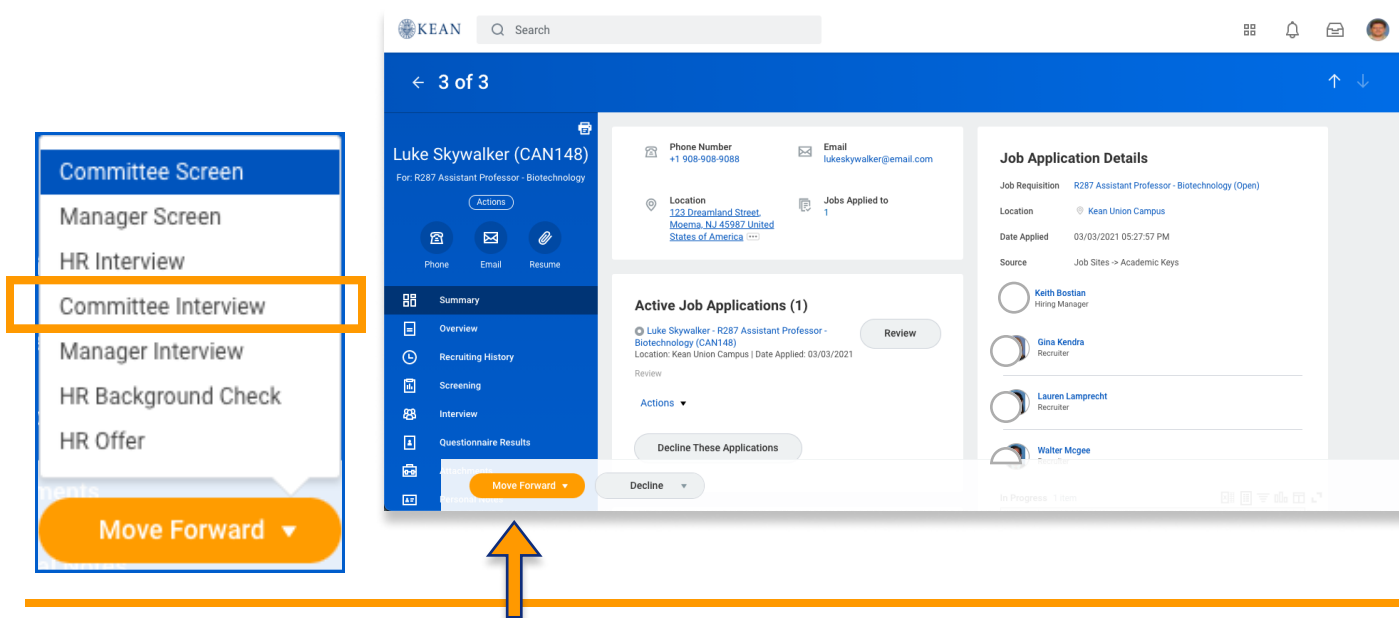 KEAN
Search
3 of 3
Luke Skywalker (CAN148)
For: R287 Assistant Professor - Biotechnology
Actions
Phone
Email
Resume
Summary
Overview
Recruiting History
Screening
Interview
Questionnaire Results
Phone Number
+1 908-908-9088
Email
lukeskywalker@email.com
Location
123 Dreamland Street,
Moema, NJ 45987 United
States of America
Jobs Applied to
1
Active Job Applications (1)
Luke Skywalker - R287 Assistant Professor -
Biotechnology (CAN148)
Location: Kean Union Campus | Date Applied: 03/03/2021
Review
Review
Actions
Decline These Applications
Job Application Details
Job Requisition R287 Assistant Professor - Biotechnology (Open)
Location Kean Union Campus
Date Applied 03/03/2021 05:27:57 PM
Source Job Sites -> Academic Keys
Keith Bostian
Hiring Manager
Gina Kendra
Recruiter
Lauren Lamprecht
Recruiter
Walter Mcgee
In Progress 1 item
Move Forward
Decline
Committee Screen
Manager Screen
HR Interview
Committee Interview
Manager Interview
HR Background Check
HR Offer
Move Forward